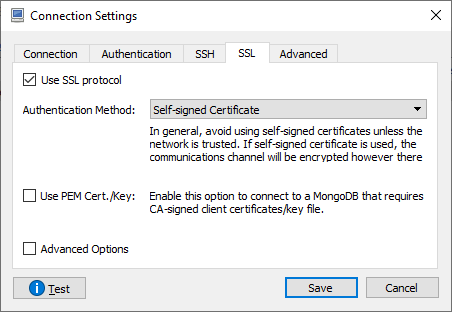 Connection Settings
Connection Authentication SSH SSL Advanced
Use SSL protocol
Authentication Method: Self-signed Certificate
In general, avoid using self-signed certificates unless the
network is trusted. If self-signed certificate is used, the
communications channel will be encrypted however there
Use PEM Cert./Key: Enable this option to connect to a MongoDB that requires
CA-signed client certificates/key file.
Advanced Options
Test Save Cancel